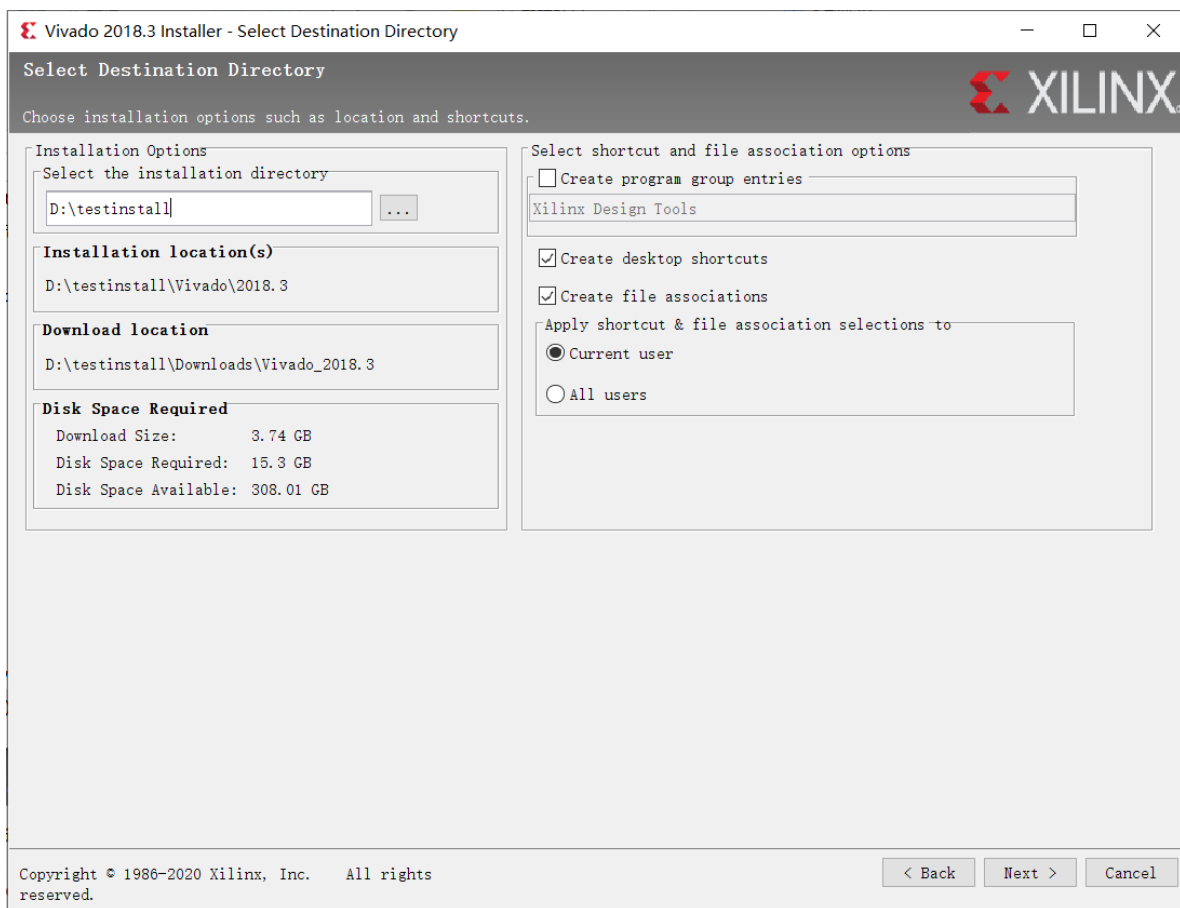 Vivado 2018.3 Installer - Select Destination Directory
Select Destination Directory
XILINX
Choose installation options such as location and shortcuts.
Installation Options
Select the installation directory
D:\testinstall
...
Installation location(s)
D:\testinstall\Vivado\2018.3
Download location
D:\testinstall\Downloads\Vivado_2018.3
Disk Space Required
Download Size: 3.74 GB
Disk Space Required: 15.3 GB
Disk Space Available: 308.01 GB
Select shortcut and file association options
Create program group entries
Xilinx Design Tools
Create desktop shortcuts
Create file associations
Apply shortcut & file association selections to
Current user
All users
Copyright © 1986-2020 Xilinx, Inc. All rights
reserved.
< Back Next > Cancel